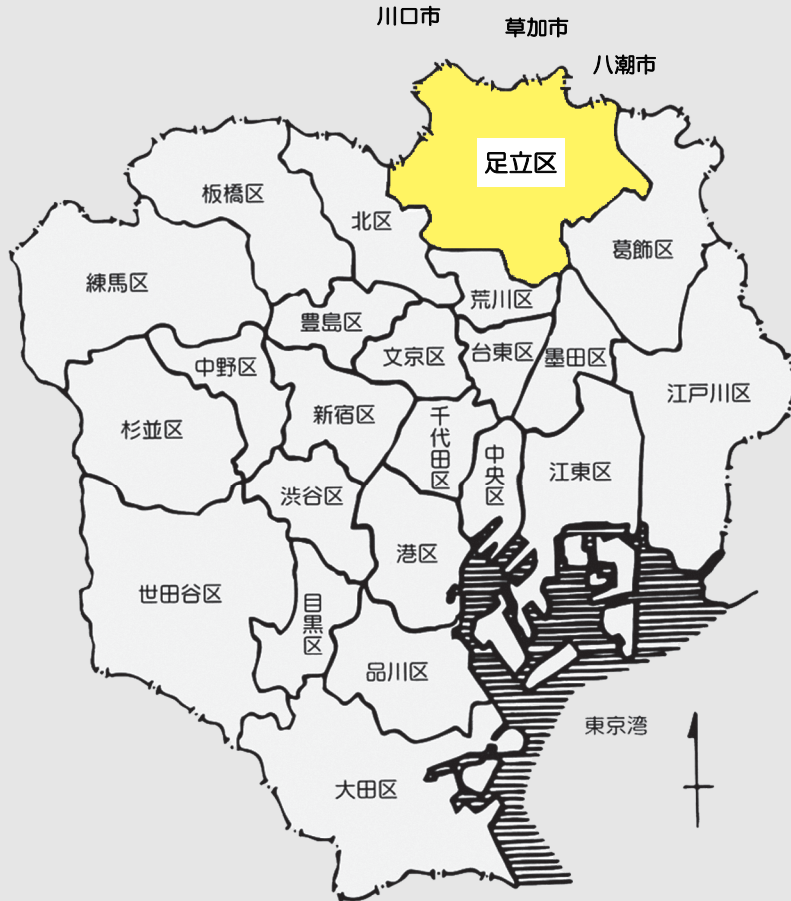 川口市
草加市
八潮市
足立区
板橋区
北区
葛飾区
練馬区
荒川区
豊島区
文京区
台東区
墨田区
中野区
江戸川区
新宿区
千代田区
杉並区
中央区
江東区
渋谷区
港区
世田谷区
目黒区
品川区
東京湾
大田区